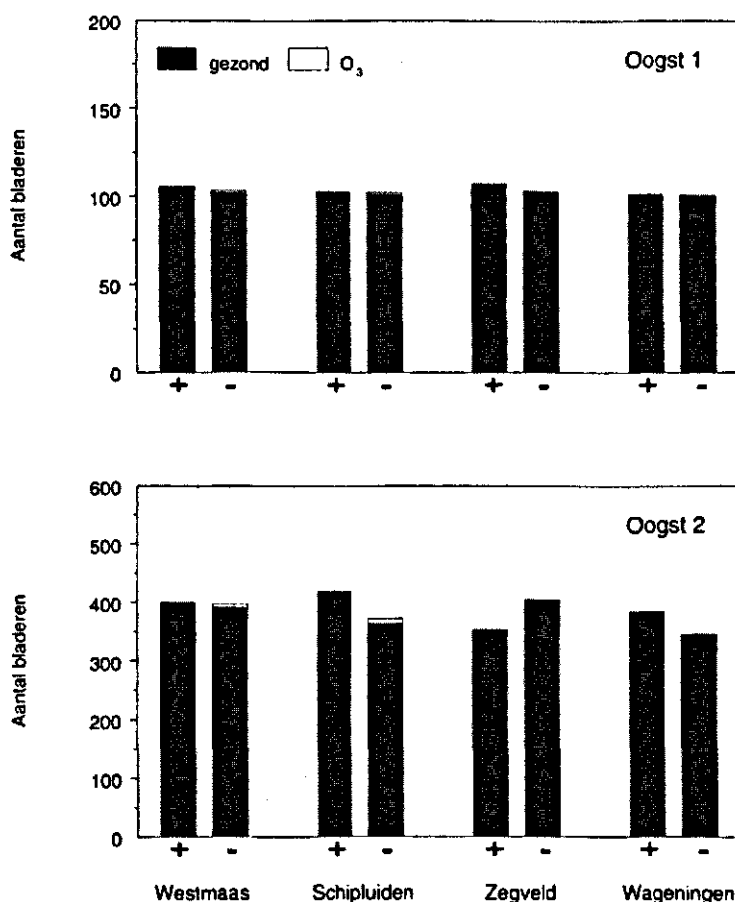 200
gezond O₃ Oogst 1
150
Aantal bladeren
100
50
0
+ - + - + - + -
600
Oogst 2
500
400
Aantal bladeren
300
200
100
0
+ - + - + - + -
Westmaas Schipluiden Zegveld Wageningen